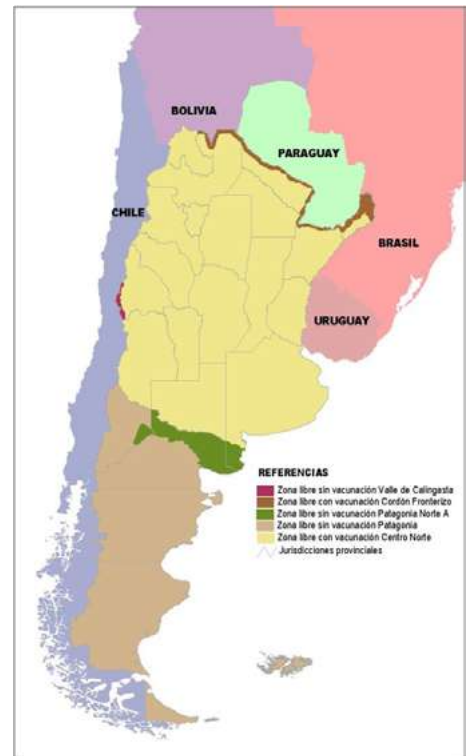 BOLIVIA
PARAGUAY
CHILE
BRASIL
URUGUAY
REFERENCIAS
Zona libre sin vacunación Valle de Calingasta
Zona libre con vacunación Cordón Fronterizo
Zona libre sin vacunación Patagonia Norte A
Zona libre sin vacunación Patagonia
Zona libre con vacunación Centro Norte
Jurisdicciones provinciales